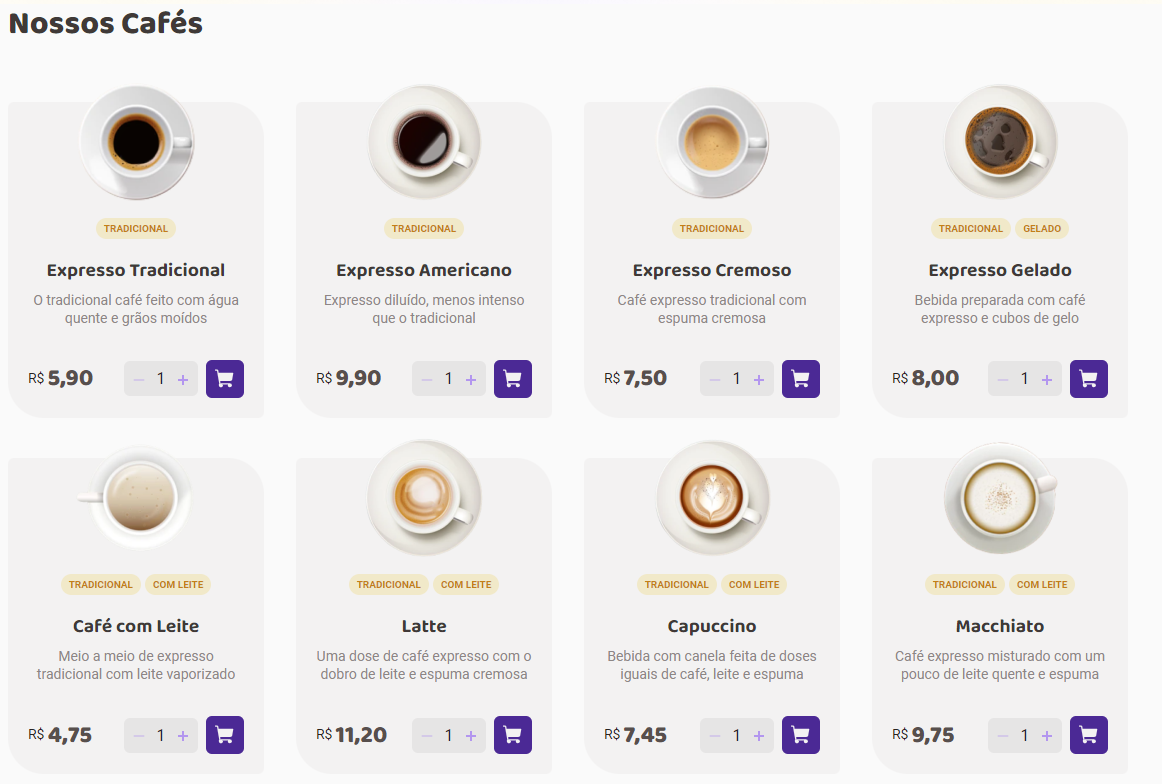 Nossos Cafés
TRADICIONAL
Expresso Tradicional
O tradicional café feito com água
quente e grãos moídos
R$ 5,90
1
TRADICIONAL
Expresso Americano
Expresso diluído, menos intenso
que o tradicional
R$ 9,90
1
TRADICIONAL
Expresso Cremoso
Café expresso tradicional com
espuma cremosa
R$ 7,50
1
TRADICIONAL GELADO
Expresso Gelado
Bebida preparada com café
expresso e cubos de gelo
R$ 8,00
1
TRADICIONAL COM LEITE
Café com Leite
Meio a meio de expresso
tradicional com leite vaporizado
R$ 4,75
1
TRADICIONAL COM LEITE
Latte
Uma dose de café expresso com o
dobro de leite e espuma cremosa
R$ 11,20
1
TRADICIONAL COM LEITE
Capuccino
Bebida com canela feita de doses
iguais de café, leite e espuma
R$ 7,45
1
TRADICIONAL COM LEITE
Macchiato
Café expresso misturado com um
pouco de leite quente e espuma
R$ 9,75
1